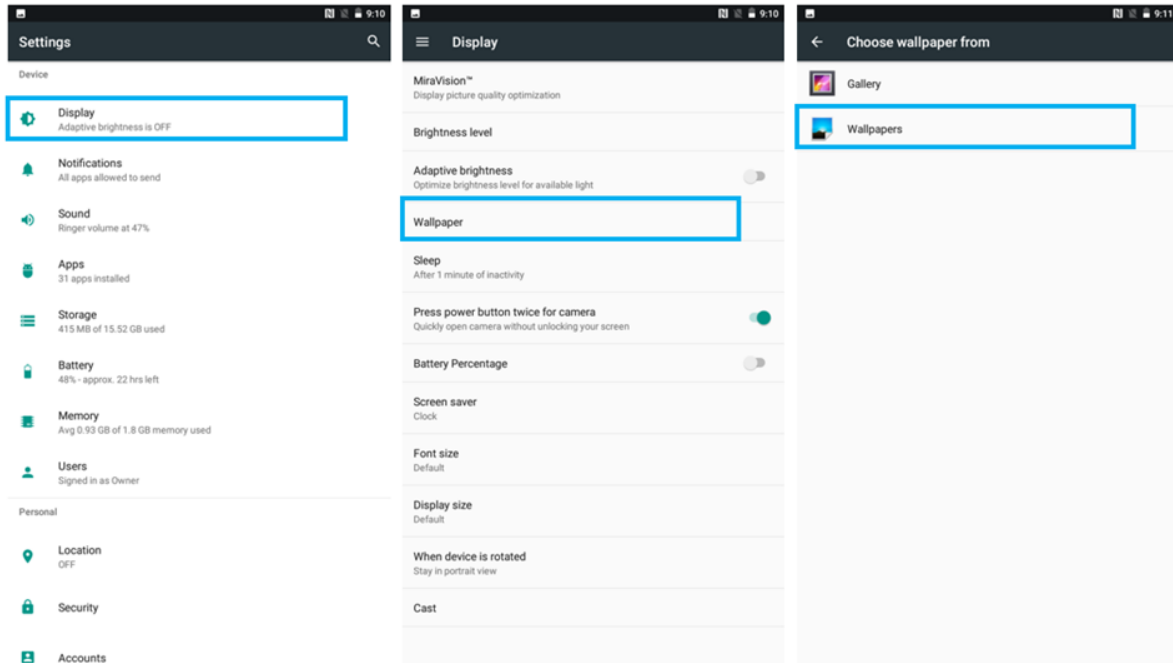 9:10
Settings
Device
Display
Adaptive brightness is OFF
Notifications
All apps allowed to send
Sound
Ringer volume at 47%
Apps
31 apps installed
Storage
415 MB of 15.52 GB used
Battery
48% - approx. 22 hrs left
Memory
Avg 0.93 GB of 1.8 GB memory used
Users
Signed in as Owner
Personal
Location
OFF
Security
Accounts
9:10
Display
MiraVision™
Display picture quality optimization
Brightness level
Adaptive brightness
Optimize brightness level for available light
Wallpaper
Sleep
After 1 minute of inactivity
Press power button twice for camera
Quickly open camera without unlocking your screen
Battery Percentage
Screen saver
Clock
Font size
Default
Display size
Default
When device is rotated
Stay in portrait view
Cast
9:11
Choose wallpaper from
Gallery
Wallpapers